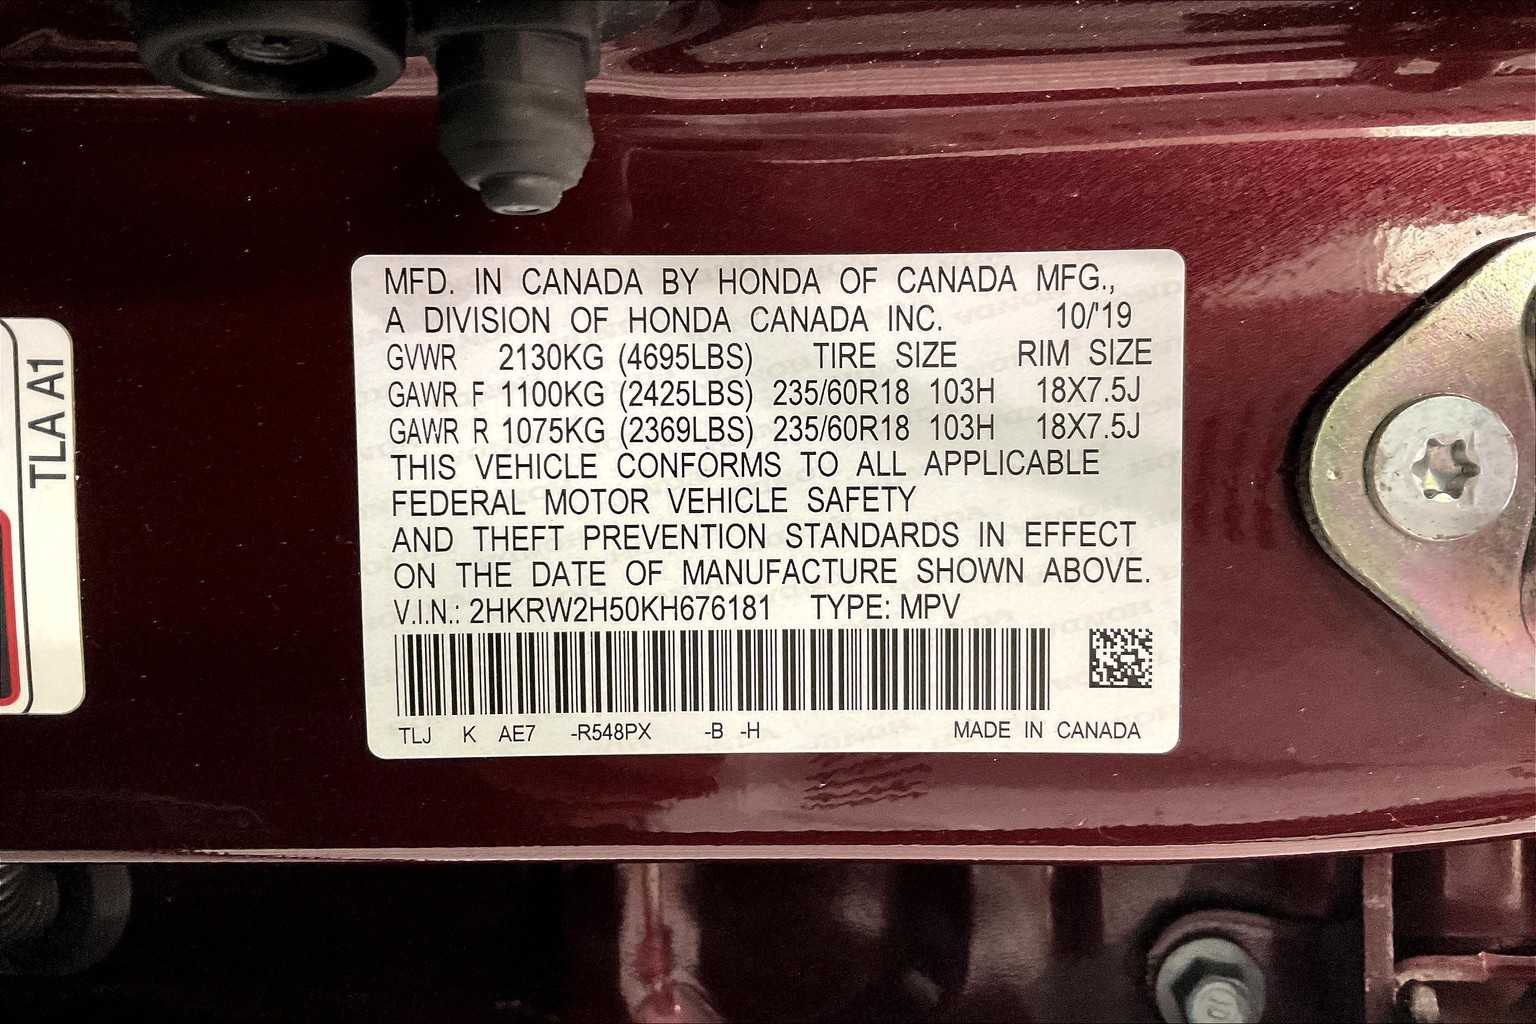 MFD. IN CANADA BY HONDA OF CANADA MFG.,
A DIVISION OF HONDA CANADA INC. 10/'19
GVWR 2130KG (4695LBS) TIRE SIZE RIM SIZE
GAWR F 1100KG (2425LBS) 235/60R18 103H 18X7.5J
GAWR R 1075KG (2369LBS) 235/60R18 103H 18X7.5J
THIS VEHICLE CONFORMS TO ALL APPLICABLE
FEDERAL MOTOR VEHICLE SAFETY
AND THEFT PREVENTION STANDARDS IN EFFECT
ON THE DATE OF MANUFACTURE SHOWN ABOVE.
V.I.N.: 2HKRW2H50KH676181 TYPE: MPV
TLJ K AE7 -R548PX -B -H MADE IN CANADA
TLA A1